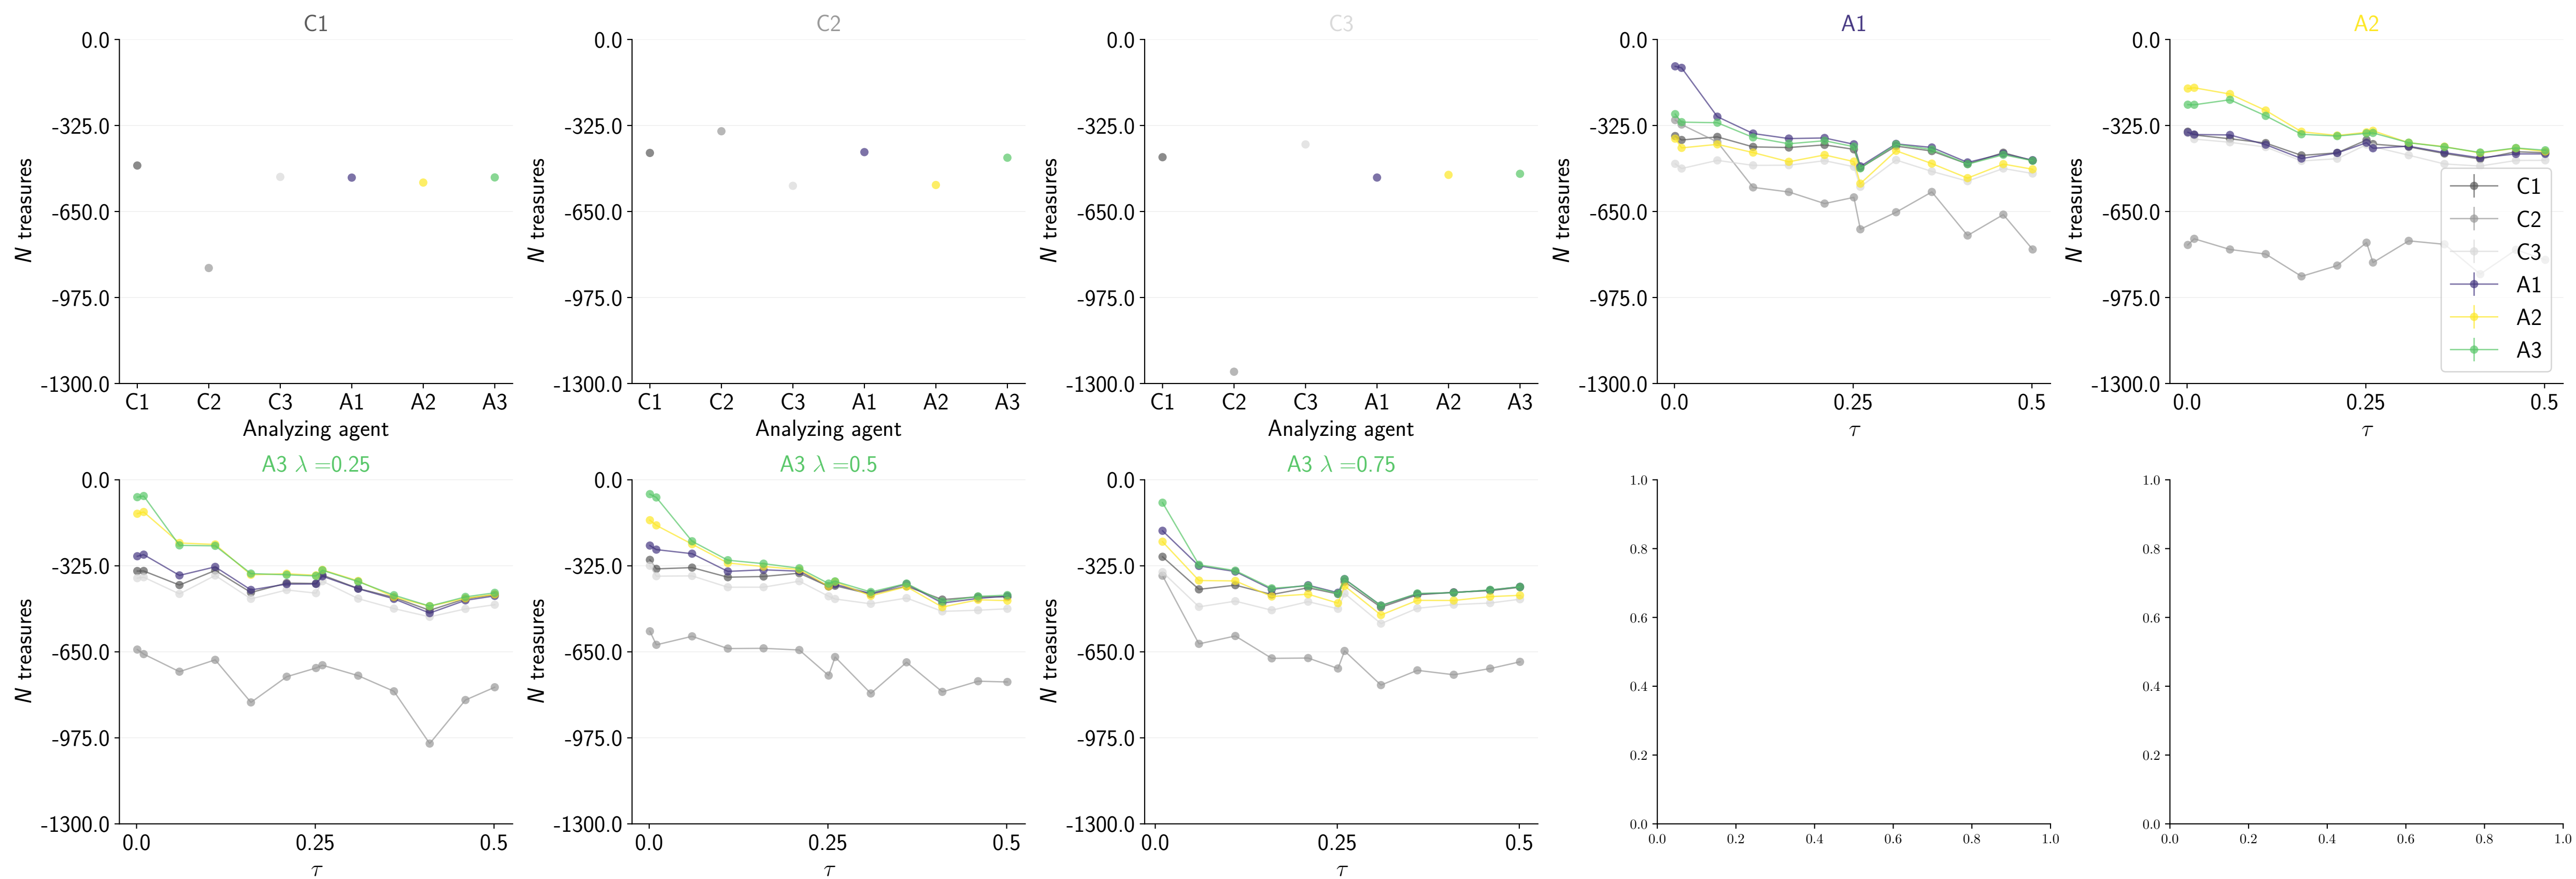 C1
0.0
-325.0
-650.0
-975.0
-1300.0
N treasures
C1 C2 C3 A1 A2 A3
Analyzing agent
C2
0.0
-325.0
-650.0
-975.0
-1300.0
N treasures
C1 C2 C3 A1 A2 A3
Analyzing agent
C3
0.0
-325.0
-650.0
-975.0
-1300.0
N treasures
C1 C2 C3 A1 A2 A3
Analyzing agent
A1
0.0
-325.0
-650.0
-975.0
-1300.0
N treasures
0.0 0.25 0.5
τ
A2
0.0
-325.0
-650.0
-975.0
-1300.0
N treasures
0.0 0.25 0.5
τ
C1
C2
C3
A1
A2
A3
A3 λ =0.25
0.0
-325.0
-650.0
-975.0
-1300.0
N treasures
0.0 0.25 0.5
τ
A3 λ =0.5
0.0
-325.0
-650.0
-975.0
-1300.0
N treasures
0.0 0.25 0.5
τ
A3 λ =0.75
0.0
-325.0
-650.0
-975.0
-1300.0
N treasures
0.0 0.25 0.5
τ
1.0
0.8
0.6
0.4
0.2
0.0
0.0 0.2 0.4 0.6 0.8 1.0
1.0
0.8
0.6
0.4
0.2
0.0
0.0 0.2 0.4 0.6 0.8 1.0